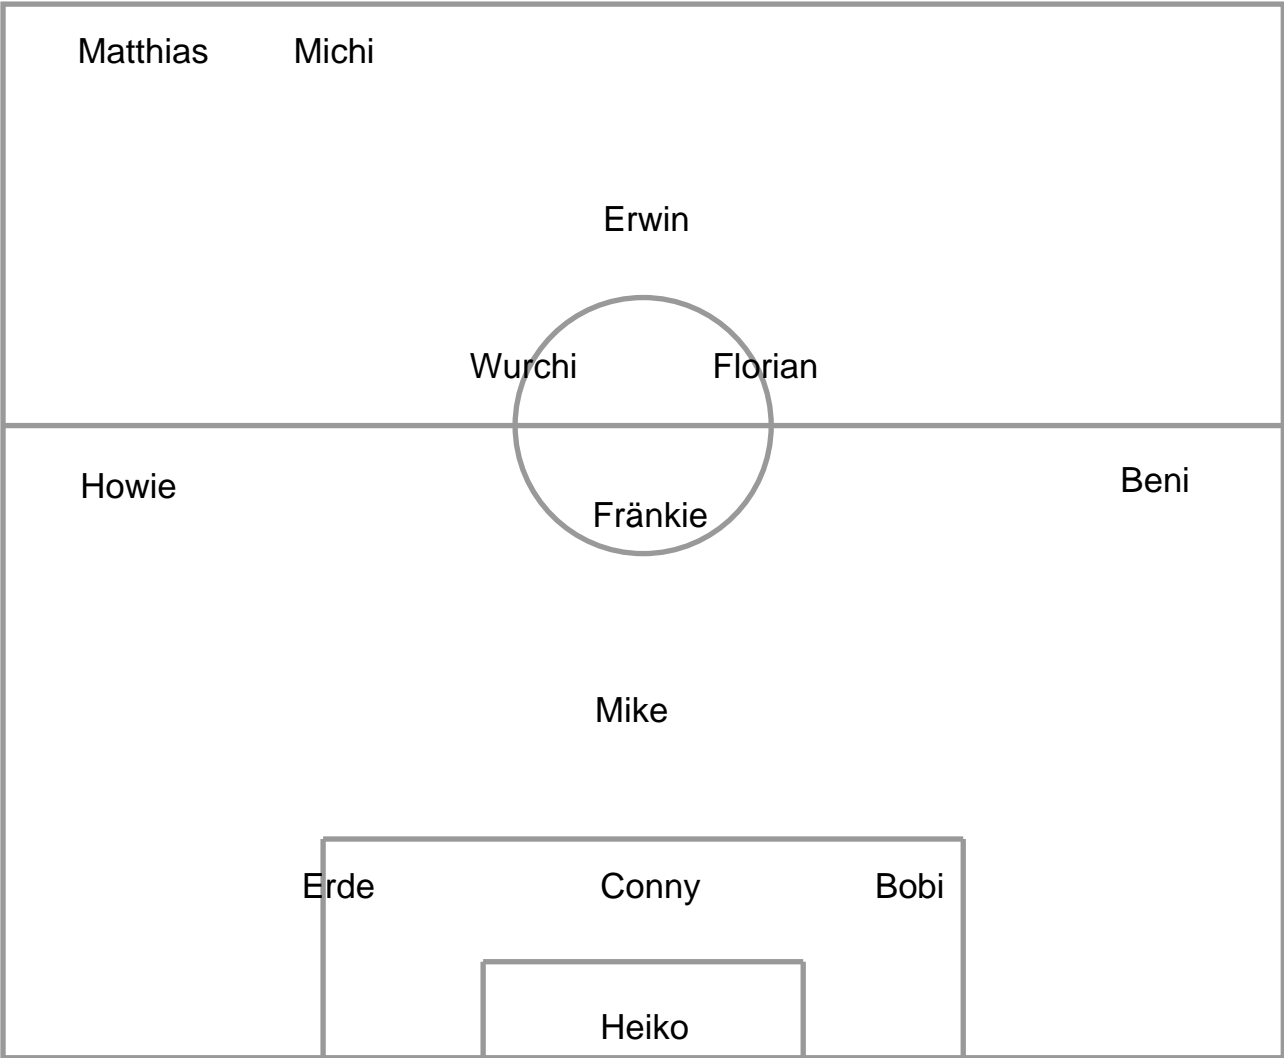 Matthias Michi
Erwin
Wurchi Florian
Howie Beni
Fränkie
Mike
Erde Conny Bobi
Heiko